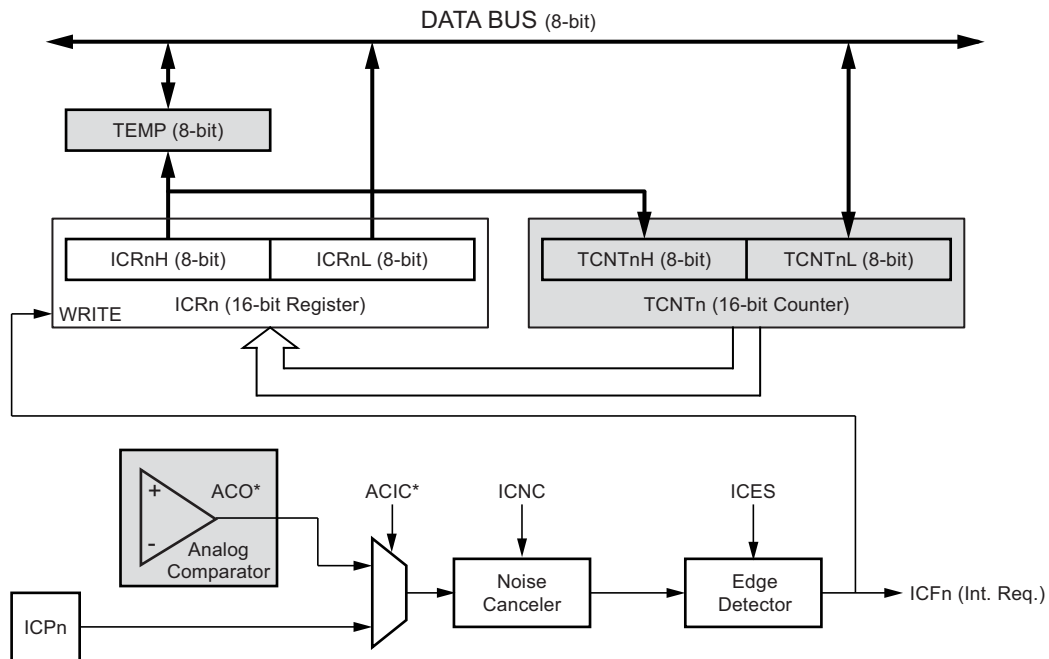 DATA BUS (8-bit)
TEMP (8-bit)
ICRnH (8-bit)
ICRnL (8-bit)
TCNTnH (8-bit)
TCNTnL (8-bit)
WRITE
ICRn (16-bit Register)
TCNTn (16-bit Counter)
+
-
ACO*
Analog
Comparator
ACIC*
ICNC
ICES
Noise
Canceler
Edge
Detector
ICFn (Int. Req.)
ICPn